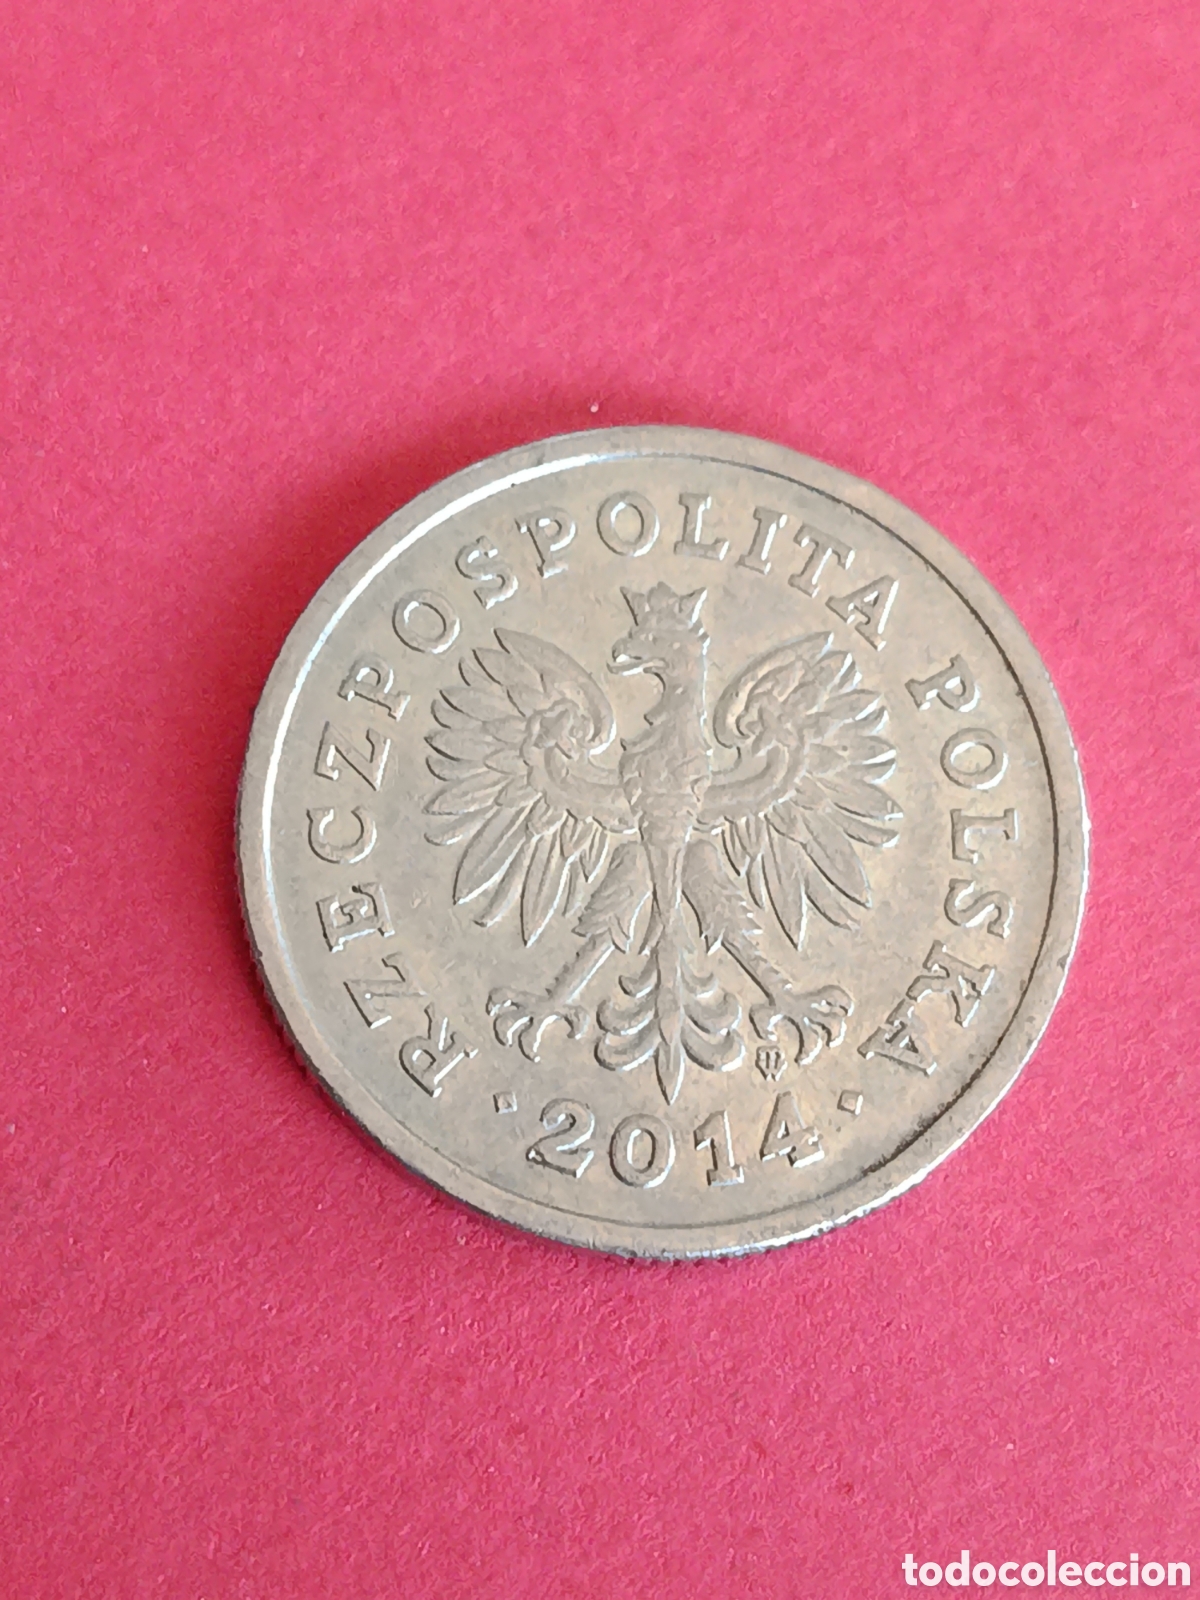 RZECZPOSPOLITA POLSKA
· 2014 ·
todocoleccion